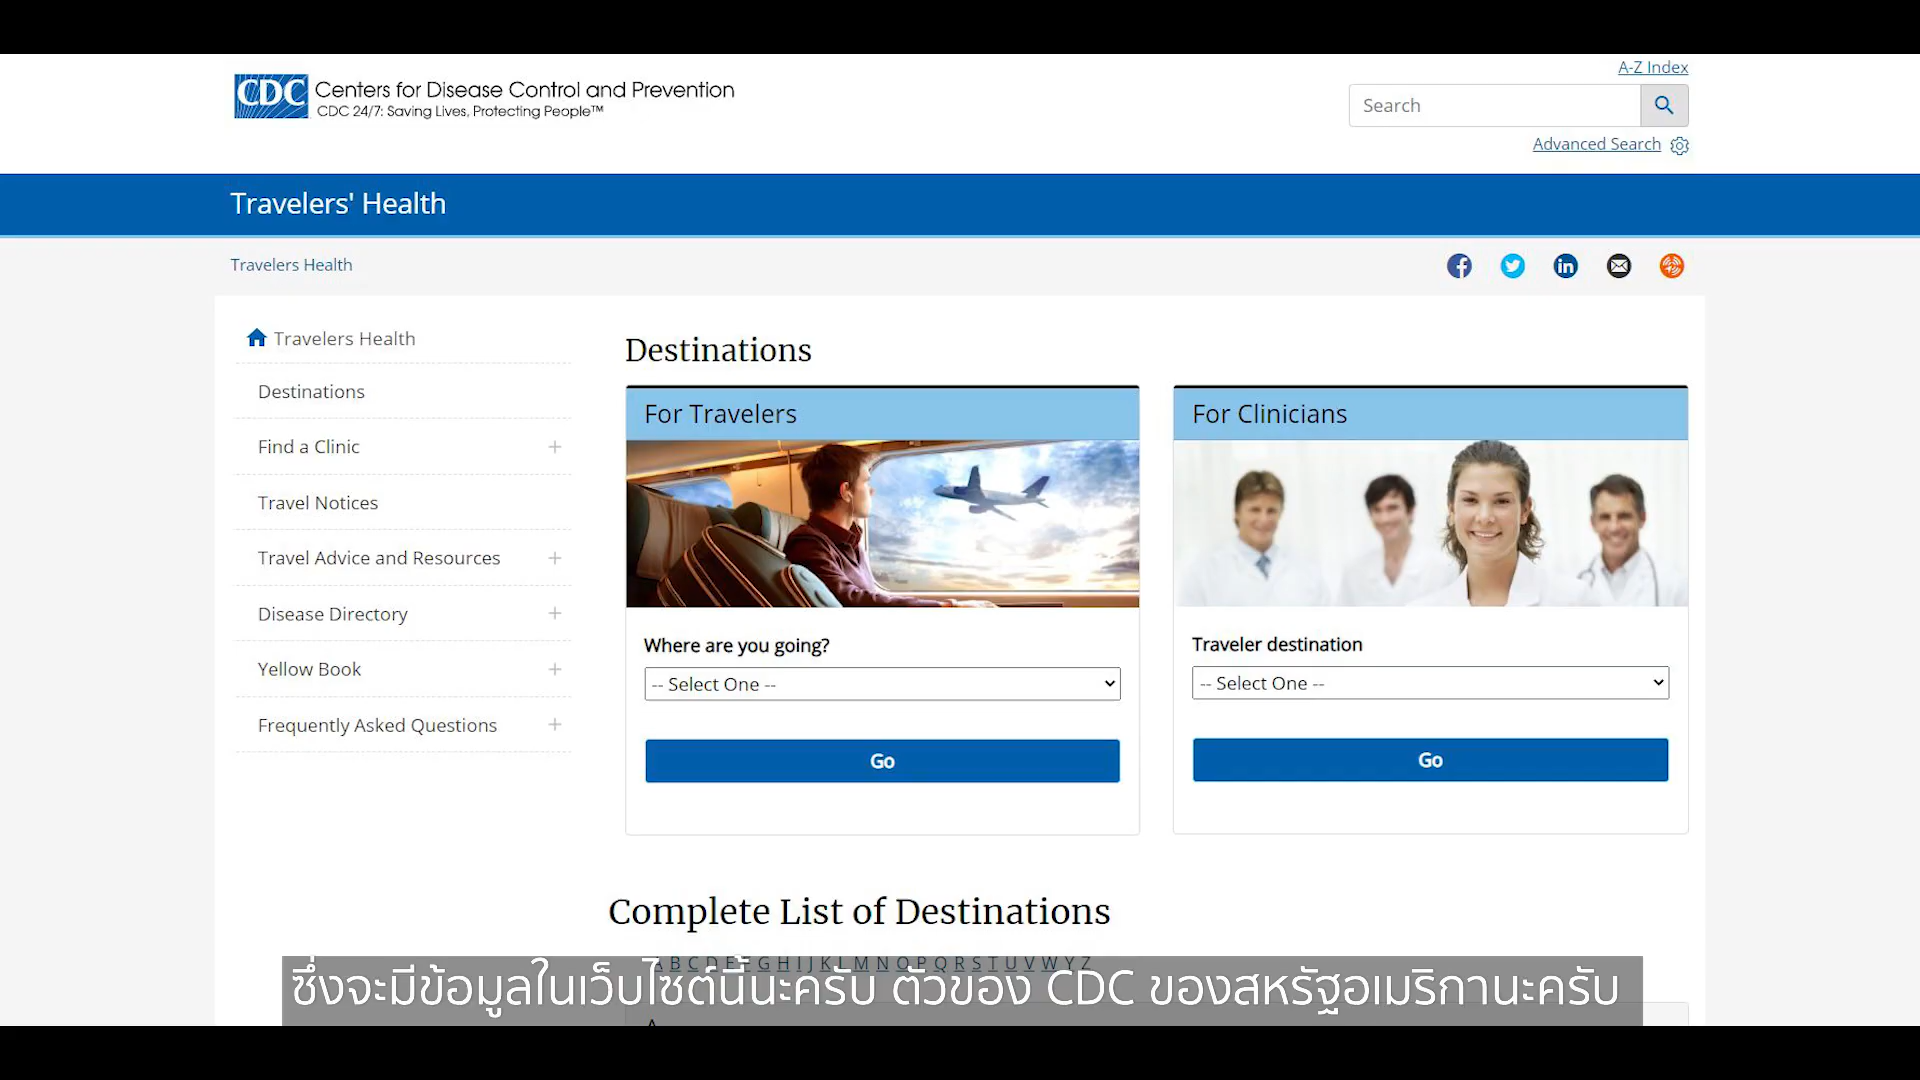 CDC Centers for Disease Control and Prevention
CDC 24/7: Saving Lives, Protecting People™
A-Z Index
Search
Advanced Search
Travelers' Health
Travelers Health
Travelers Health
Destinations
Find a Clinic
Travel Notices
Travel Advice and Resources
Disease Directory
Yellow Book
Frequently Asked Questions
Destinations
For Travelers
Where are you going?
-- Select One --
Go
For Clinicians
Traveler destination
-- Select One --
Go
Complete List of Destinations
A B C D E F G H I J K L M N O P Q R S T U V W Y Z
ซึ่งจะมีข้อมูลในเว็บไซต์นี้นะครับ ตัวของ CDC ของสหรัฐอเมริกานะครับ
A